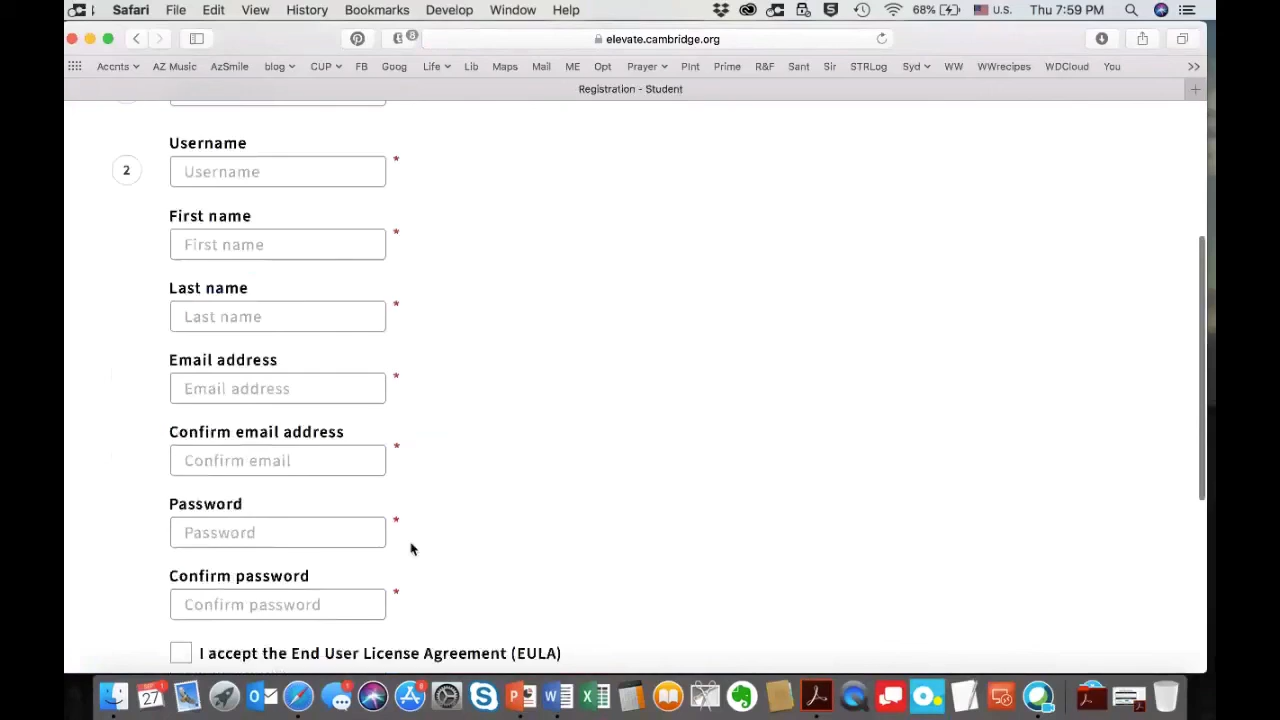 Safari File Edit View History Bookmarks Develop Window Help 68% U.S. Thu 7:59 PM
8 elevate.cambridge.org
Accnts AZ Music AzSmile blog CUP FB Goog Life Lib Maps Mail ME Opt Prayer PInt Prime R&F Sant Sir STRLog Syd WW WWrecipes WDCloud You
Registration - Student
Username
2 Username *
First name
First name *
Last name
Last name *
Email address
Email address *
Confirm email address
Confirm email *
Password
Password *
Confirm password
Confirm password *
I accept the End User License Agreement (EULA)
27